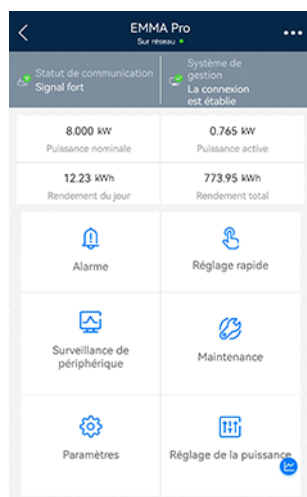 EMMA Pro
Sur réseau
Statut de communication
Signal fort
Système de
gestion
La connexion
est établie
8.000 kW
Puissance nominale
0.765 kW
Puissance active
12.23 kWh
Rendement du jour
773.95 kWh
Rendement total
Alarme
Réglage rapide
Surveillance de
périphérique
Maintenance
Paramètres
Réglage de la puissance